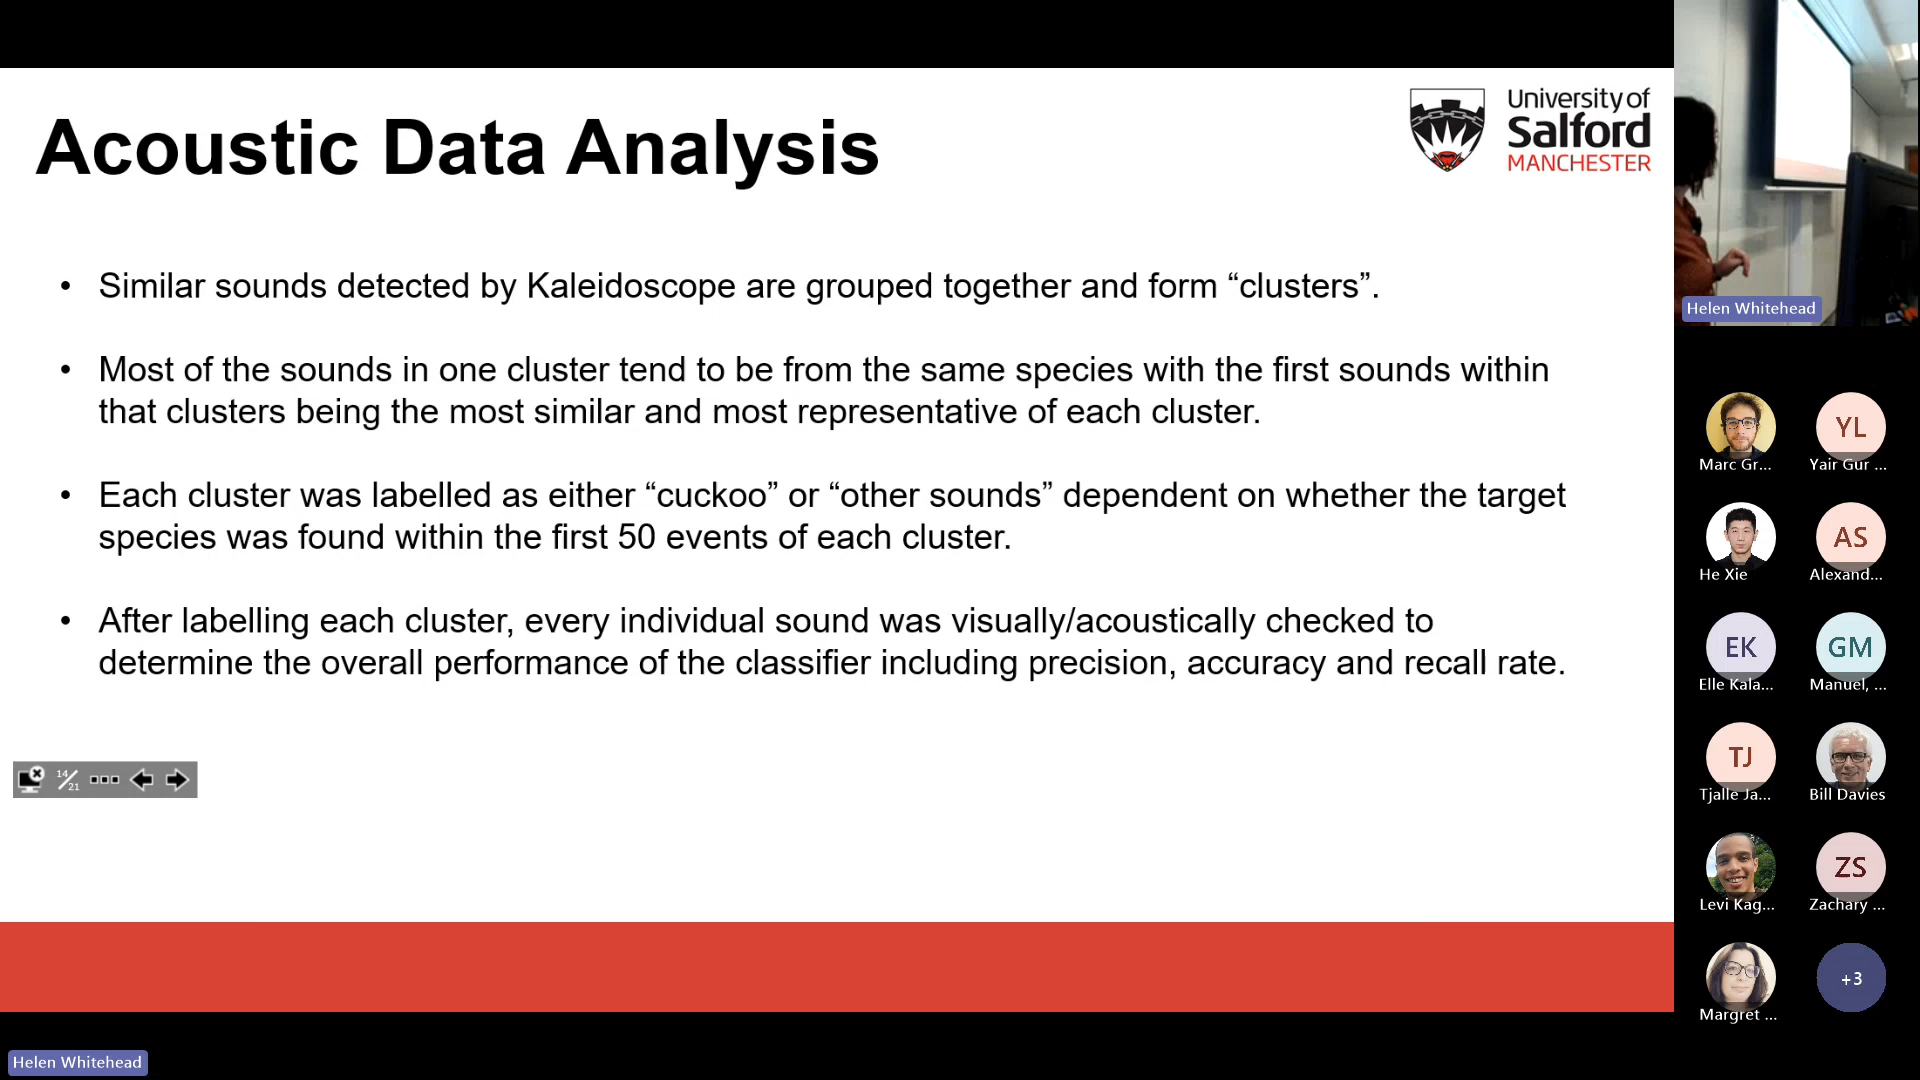 Acoustic Data Analysis
University of
Salford
MANCHESTER
• Similar sounds detected by Kaleidoscope are grouped together and form “clusters”.
• Most of the sounds in one cluster tend to be from the same species with the first sounds within
that clusters being the most similar and most representative of each cluster.
• Each cluster was labelled as either “cuckoo” or “other sounds” dependent on whether the target
species was found within the first 50 events of each cluster.
• After labelling each cluster, every individual sound was visually/acoustically checked to
determine the overall performance of the classifier including precision, accuracy and recall rate.
14/21
Helen Whitehead
Helen Whitehead
Marc Gr...
YL
Yair Gur ...
He Xie
AS
Alexand...
EK
Elle Kala...
GM
Manuel, ...
TJ
Tjalle Ja...
Bill Davies
Levi Kag...
ZS
Zachary ...
Margret ...
+3